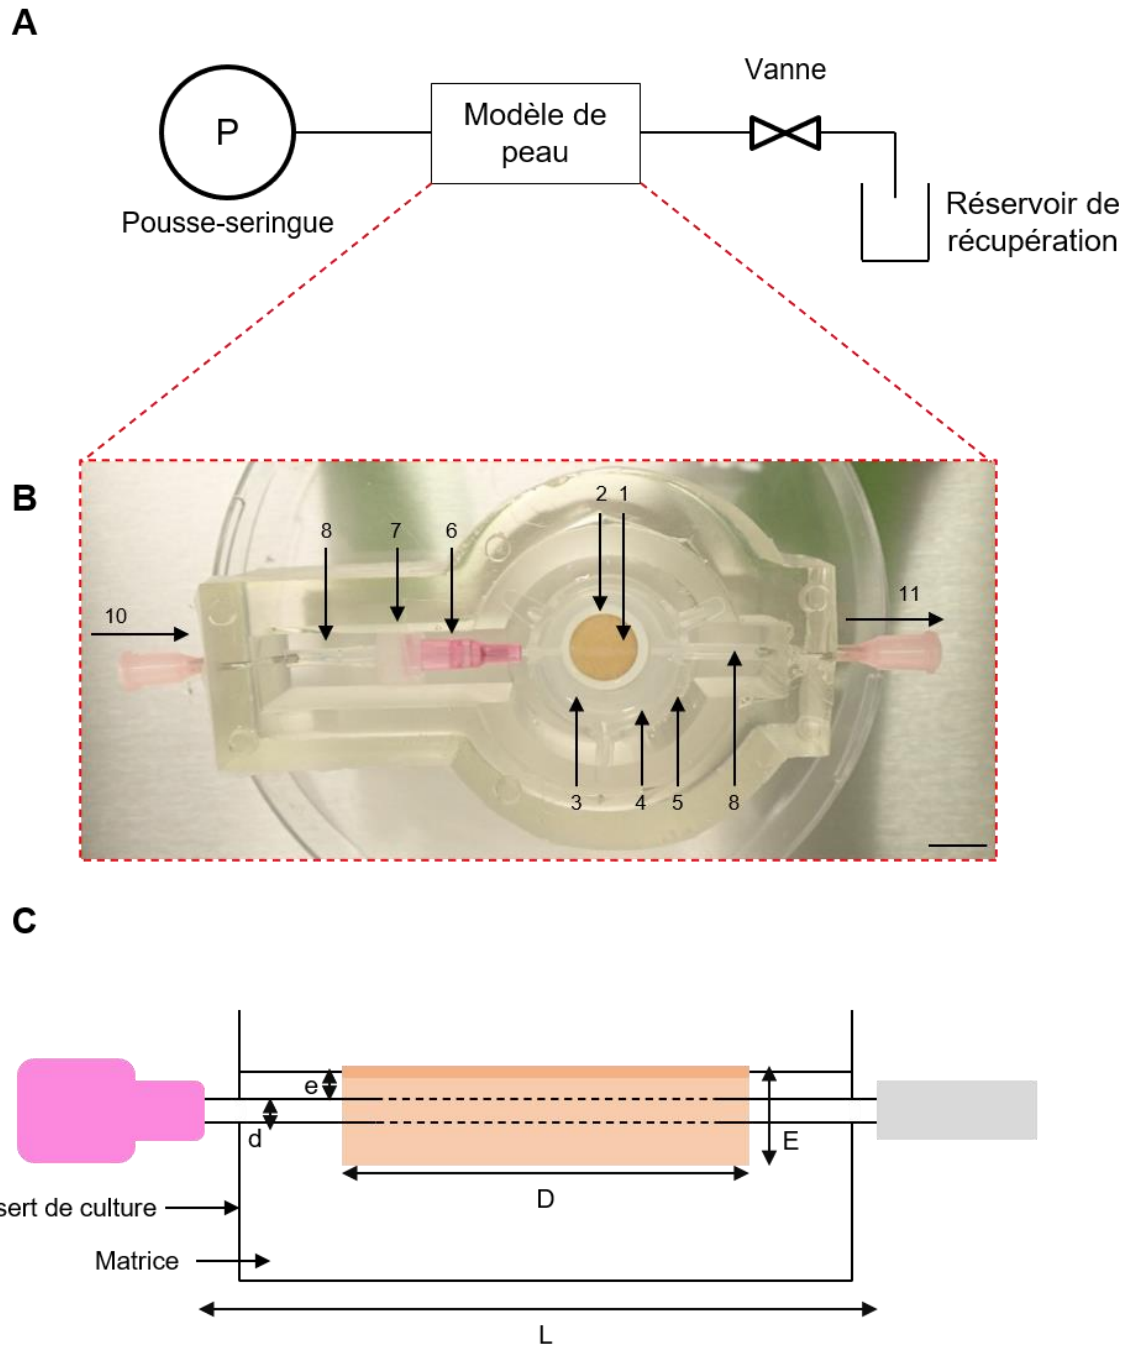 A
Vanne
P
Modèle de
peau
Pousse-seringue
Réservoir de
récupération
B
2 1
8 7 6
10
11
3 4 5 8
C
e
d
E
D
sert de culture
Matrice
L